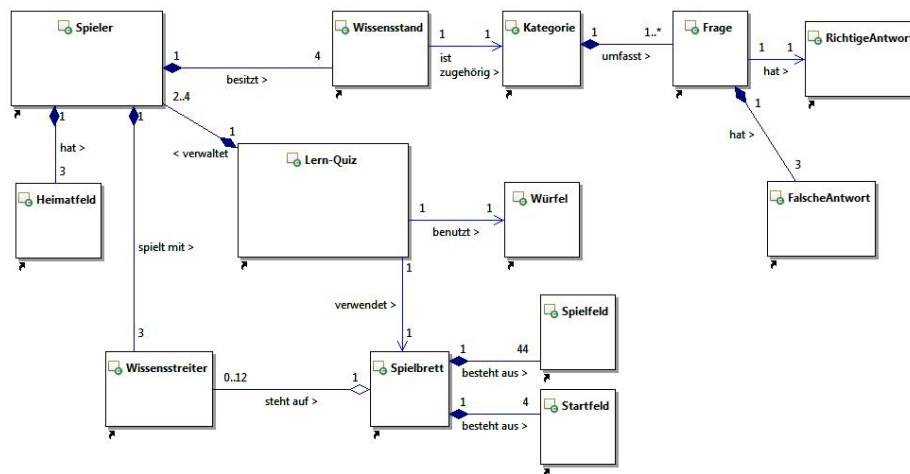 Spieler
Wissensstand
Kategorie
Frage
RichtigeAntwort
1
4
besitzt >
1
1
ist
zugehörig >
1
1..*
umfasst >
1
1
hat >
2..4
1
< verwaltet
1
hat >
3
1
Lern-Quiz
1
hat >
3
Heimatfeld
Würfel
FalscheAntwort
1
1
benutzt >
spielt mit >
3
1
verwendet >
1
Spielfeld
1
44
besteht aus >
Wissensstreiter
0..12
1
steht auf >
Spielbrett
Startfeld
1
4
besteht aus >